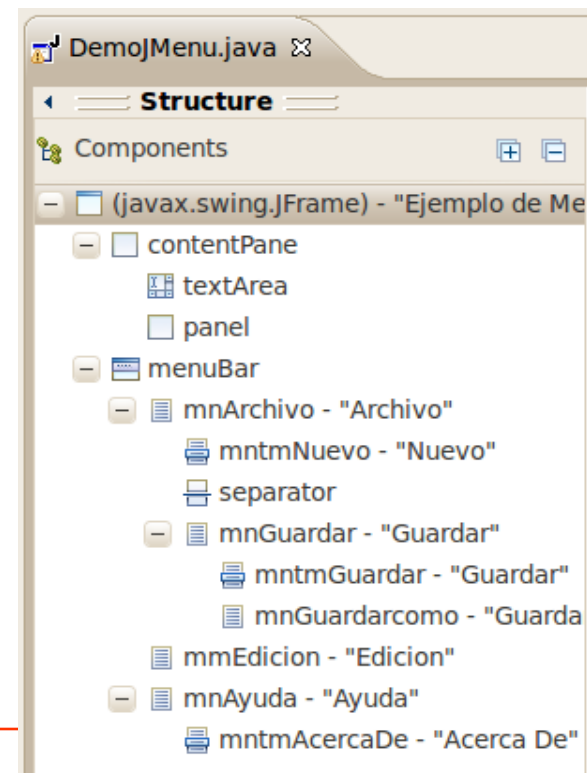 DemoJMenu.java
Structure
Components
(javax.swing.JFrame) - "Ejemplo de Me
contentPane
textArea
panel
menuBar
mnArchivo - "Archivo"
mntmNuevo - "Nuevo"
separator
mnGuardar - "Guardar"
mntmGuardar - "Guardar"
mnGuardarcomo - "Guarda
mmEdicion - "Edicion"
mnAyuda - "Ayuda"
mntmAcercaDe - "Acerca De"